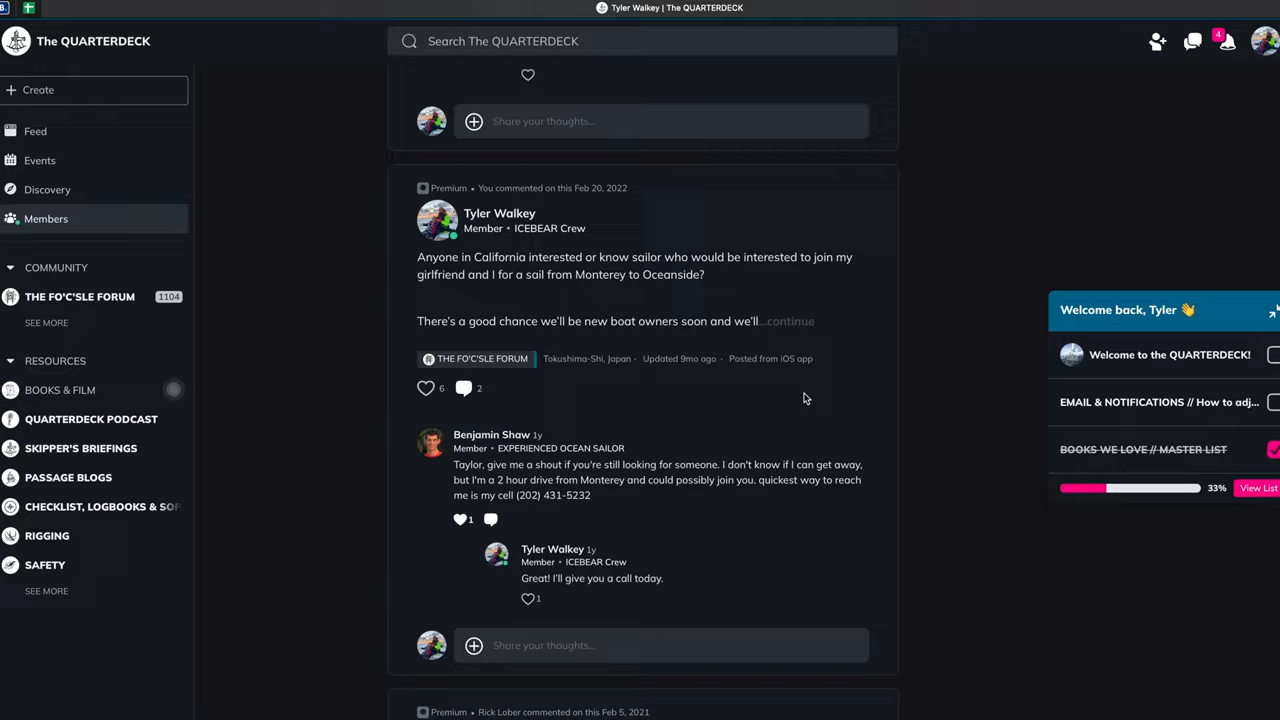 B.
Tyler Walkey | The QUARTERDECK
The QUARTERDECK
Search The QUARTERDECK
4
Create
Feed
Events
Discovery
Members
COMMUNITY
THE FO'C'SLE FORUM 1104
SEE MORE
RESOURCES
BOOKS & FILM
QUARTERDECK PODCAST
SKIPPER'S BRIEFINGS
PASSAGE BLOGS
CHECKLIST, LOGBOOKS & SOP
RIGGING
SAFETY
SEE MORE
Share your thoughts...
Premium • You commented on this Feb 20, 2022
Tyler Walkey
Member • ICEBEAR Crew
Anyone in California interested or know sailor who would be interested to join my
girlfriend and I for a sail from Monterey to Oceanside?
There's a good chance we'll be new boat owners soon and we'll...continue
THE FO'C'SLE FORUM Tokushima-Shi, Japan · Updated 9mo ago · Posted from iOS app
6 2
Benjamin Shaw 1y
Member • EXPERIENCED OCEAN SAILOR
Taylor, give me a shout if you're still looking for someone. I don't know if I can get away,
but I'm a 2 hour drive from Monterey and could possibly join you. quickest way to reach
me is my cell (202) 431-5232
1
Tyler Walkey 1y
Member • ICEBEAR Crew
Great! I'll give you a call today.
1
Share your thoughts...
Premium • Rick Lober commented on this Feb 5, 2021
Welcome back, Tyler 👋
Welcome to the QUARTERDECK!
EMAIL & NOTIFICATIONS // How to adj...
BOOKS WE LOVE // MASTER LIST
33% View List